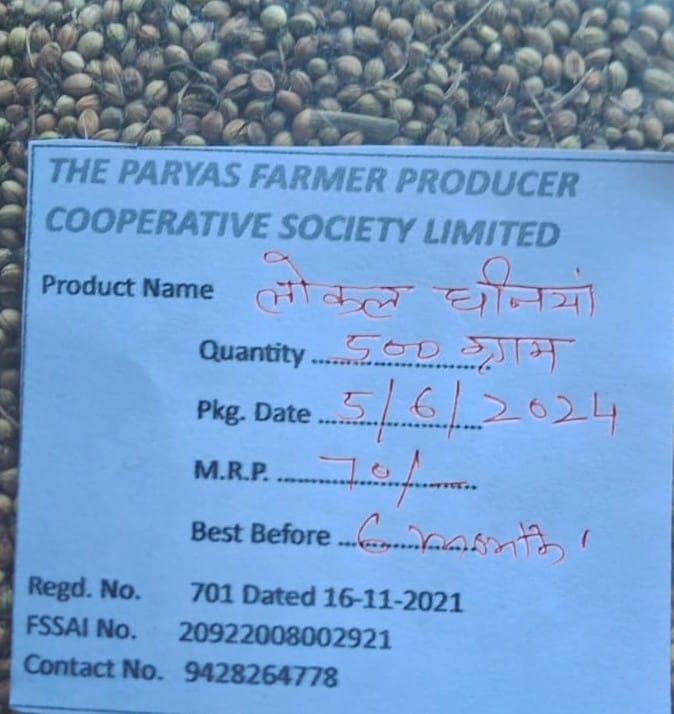 THE PARYAS FARMER PRODUCER
COOPERATIVE SOCIETY LIMITED
Product Name लोकल धीनयां
Quantity ..500 ग्राम
Pkg. Date ..5/6/2024
M.R.P. ..70/-
Best Before ..6 month
Regd. No. 701 Dated 16-11-2021
FSSAI No. 20922008002921
Contact No. 9428264778